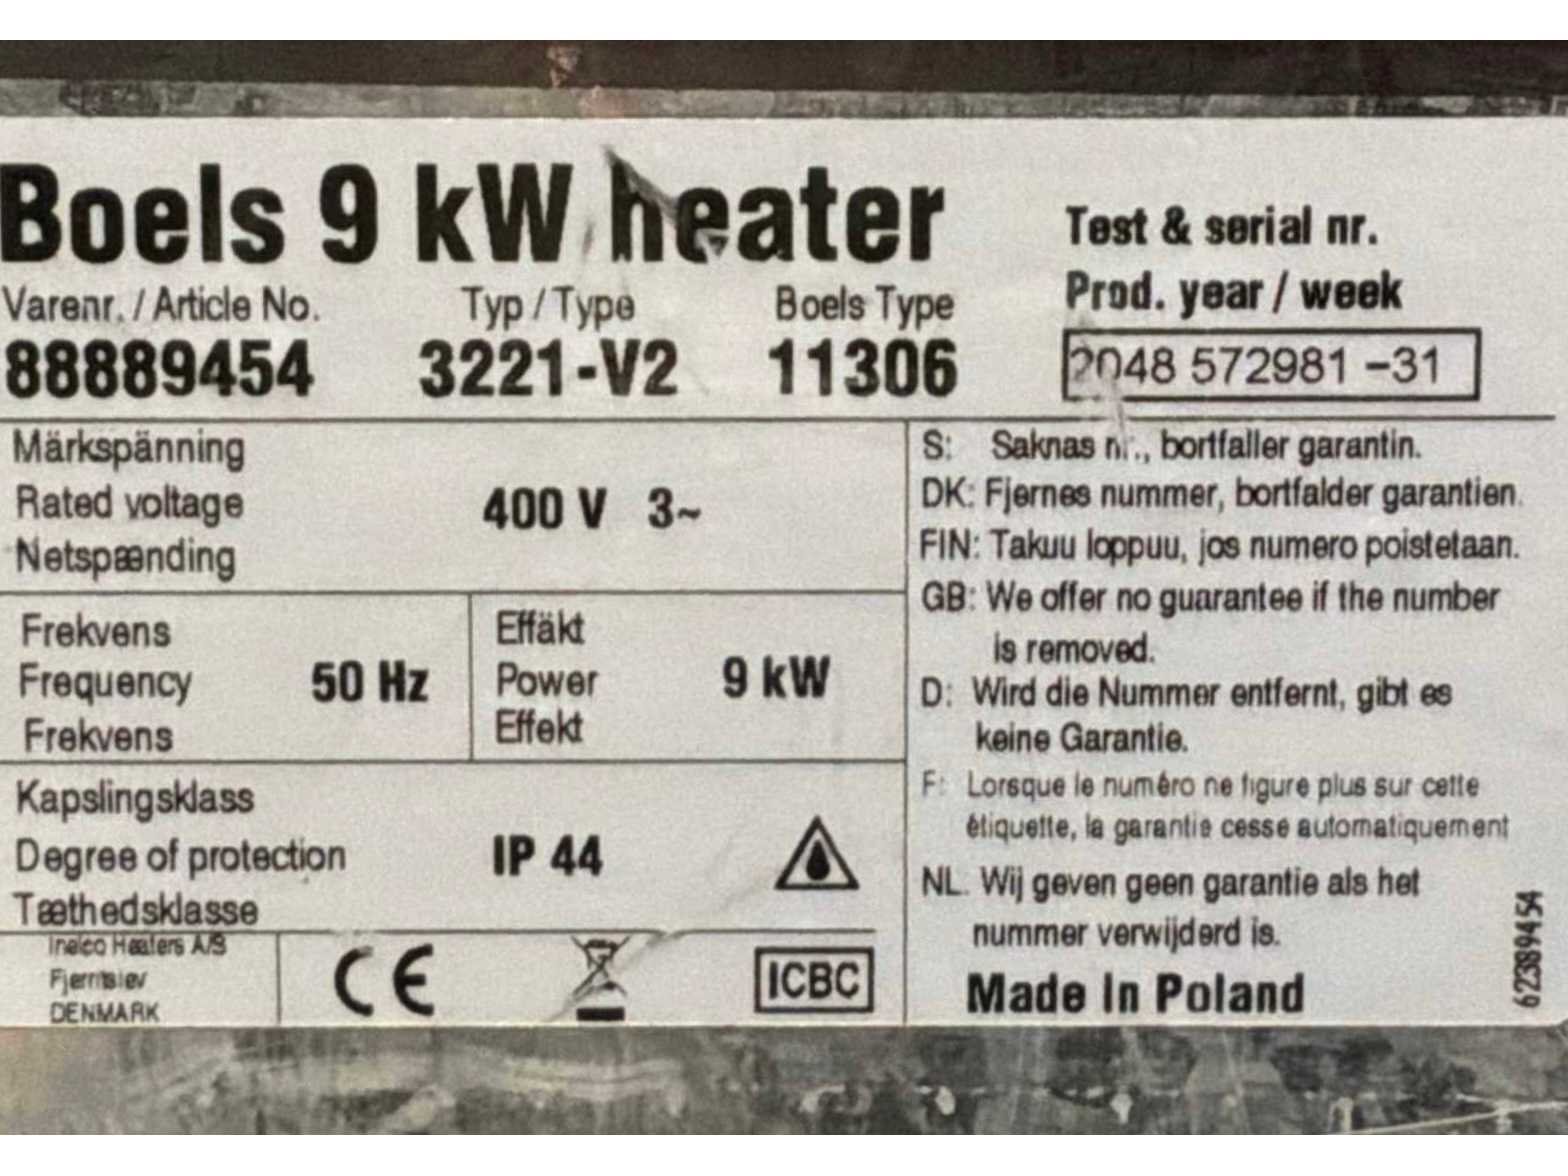 Boels 9 kW heater
Varenr. / Article No. Typ / Type Boels Type
88889454 3221-V2 11306
Test & serial nr.
Prod. year / week
2048 572981 –31
Märkspänning
Rated voltage 400 V 3~
Netspænding
Frekvens
Frequency 50 Hz
Frekvens
Effäkt
Power 9 kW
Effekt
Kapslingsklass
Degree of protection IP 44
Tæthedsklasse
Inelco Heaters A/S
DENMARK
CE
ICBC
S: Saknas nr., bortfaller garantin.
DK: Fjernes nummer, bortfalder garantien.
FIN: Takuu loppuu, jos numero poistetaan.
GB: We offer no guarantee if the number
is removed.
D: Wird die Nummer entfernt, gibt es
keine Garantie.
F: Lorsque le numéro ne figure plus sur cette
étiquette, la garantie cesse automatiquement
NL. Wij geven geen garantie als het
nummer verwijderd is.
Made In Poland
62389454